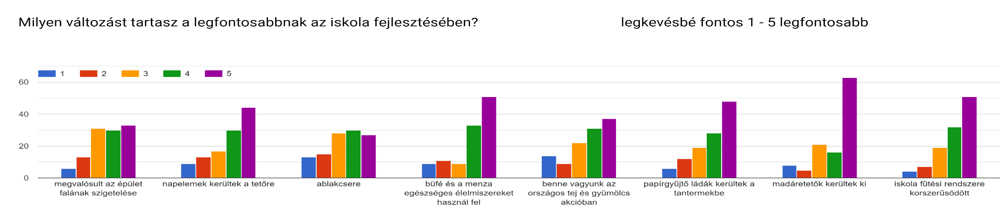 Milyen változást tartasz a legfontosabbnak az iskola fejlesztésében? legkevésbé fontos 1 - 5 legfontosabb
1 2 3 4 5
60
40
20
0
megvalósult az épület falának szigetelése
napelemek kerültek a tetőre
ablakcsere
büfé és a menza egészséges élelmiszereket használ fel
benne vagyunk az országos tej és gyümölcs akcióban
papírgyűjtő ládák kerültek a tantermekbe
madáretetők kerültek ki
iskola fűtési rendszere korszerűsödött